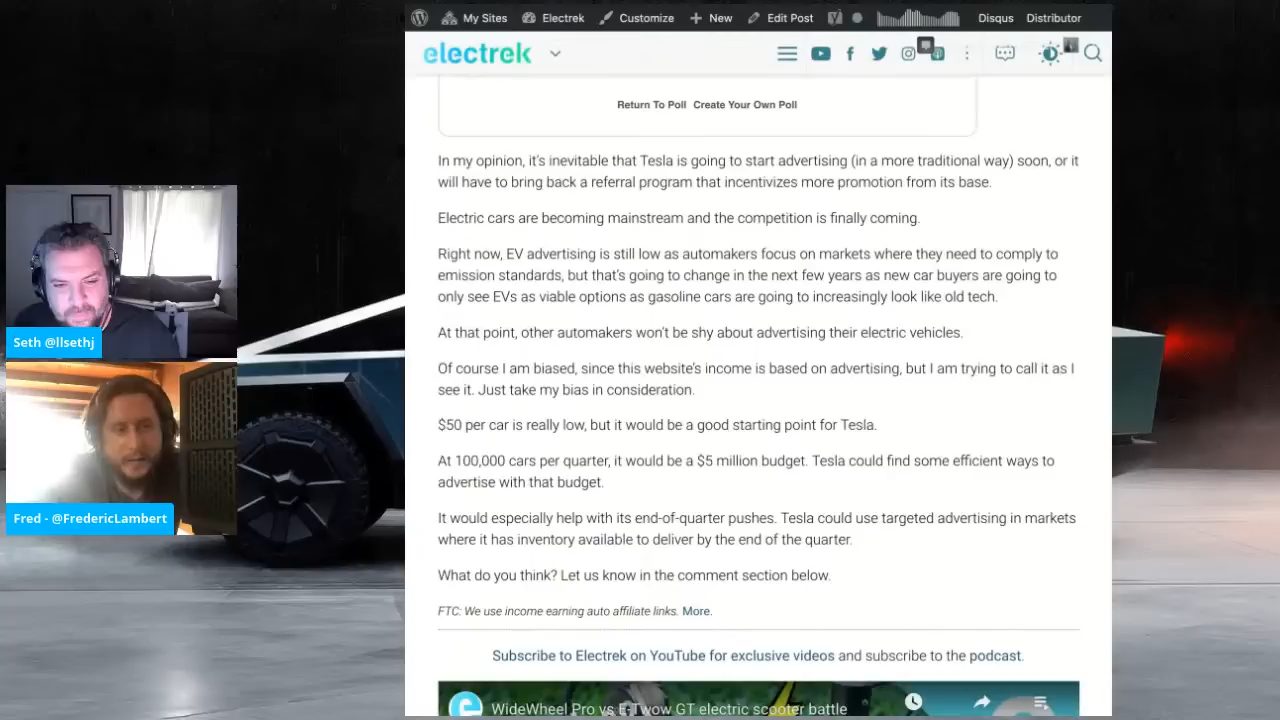 My Sites Electrek Customize New Edit Post Disqus Distributor
electrek
Return To Poll Create Your Own Poll
In my opinion, it's inevitable that Tesla is going to start advertising (in a more traditional way) soon, or it
will have to bring back a referral program that incentivizes more promotion from its base.
Electric cars are becoming mainstream and the competition is finally coming.
Right now, EV advertising is still low as automakers focus on markets where they need to comply to
emission standards, but that's going to change in the next few years as new car buyers are going to
only see EVs as viable options as gasoline cars are going to increasingly look like old tech.
At that point, other automakers won't be shy about advertising their electric vehicles.
Of course I am biased, since this website's income is based on advertising, but I am trying to call it as I
see it. Just take my bias in consideration.
$50 per car is really low, but it would be a good starting point for Tesla.
At 100,000 cars per quarter, it would be a $5 million budget. Tesla could find some efficient ways to
advertise with that budget.
It would especially help with its end-of-quarter pushes. Tesla could use targeted advertising in markets
where it has inventory available to deliver by the end of the quarter.
What do you think? Let us know in the comment section below.
FTC: We use income earning auto affiliate links. More.
Subscribe to Electrek on YouTube for exclusive videos and subscribe to the podcast.
WideWheel Pro vs E-Twow GT electric scooter battle
Seth @llsethj
Fred - @FredericLambert